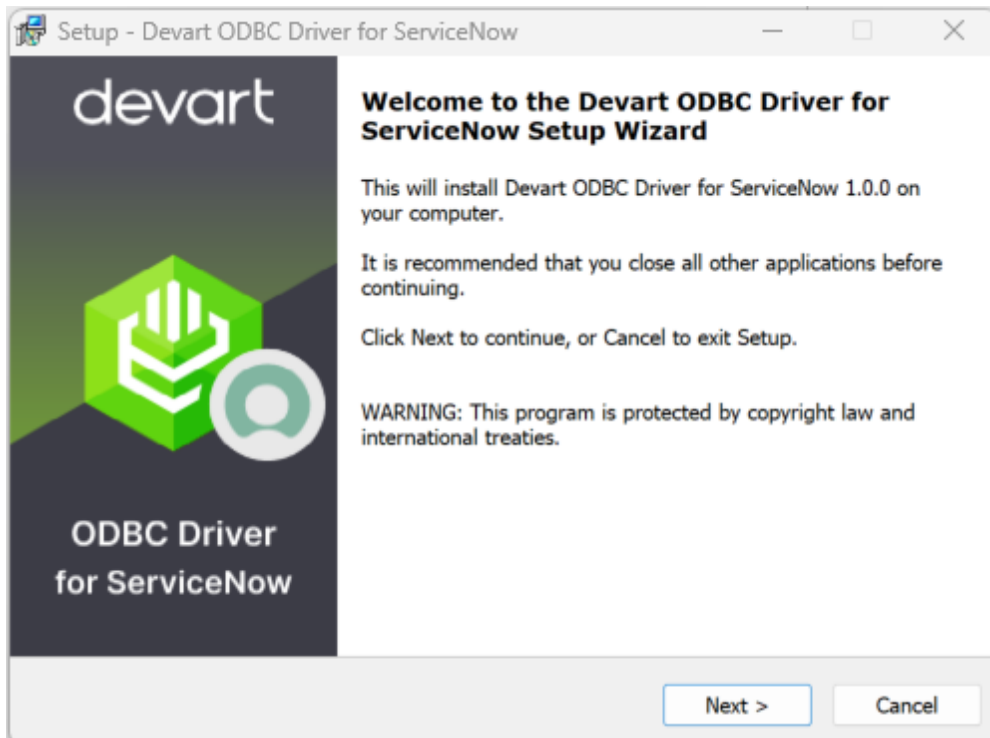 Setup - Devart ODBC Driver for ServiceNow
devart
Welcome to the Devart ODBC Driver for
ServiceNow Setup Wizard
This will install Devart ODBC Driver for ServiceNow 1.0.0 on
your computer.
It is recommended that you close all other applications before
continuing.
Click Next to continue, or Cancel to exit Setup.
WARNING: This program is protected by copyright law and
international treaties.
ODBC Driver
for ServiceNow
Next >
Cancel